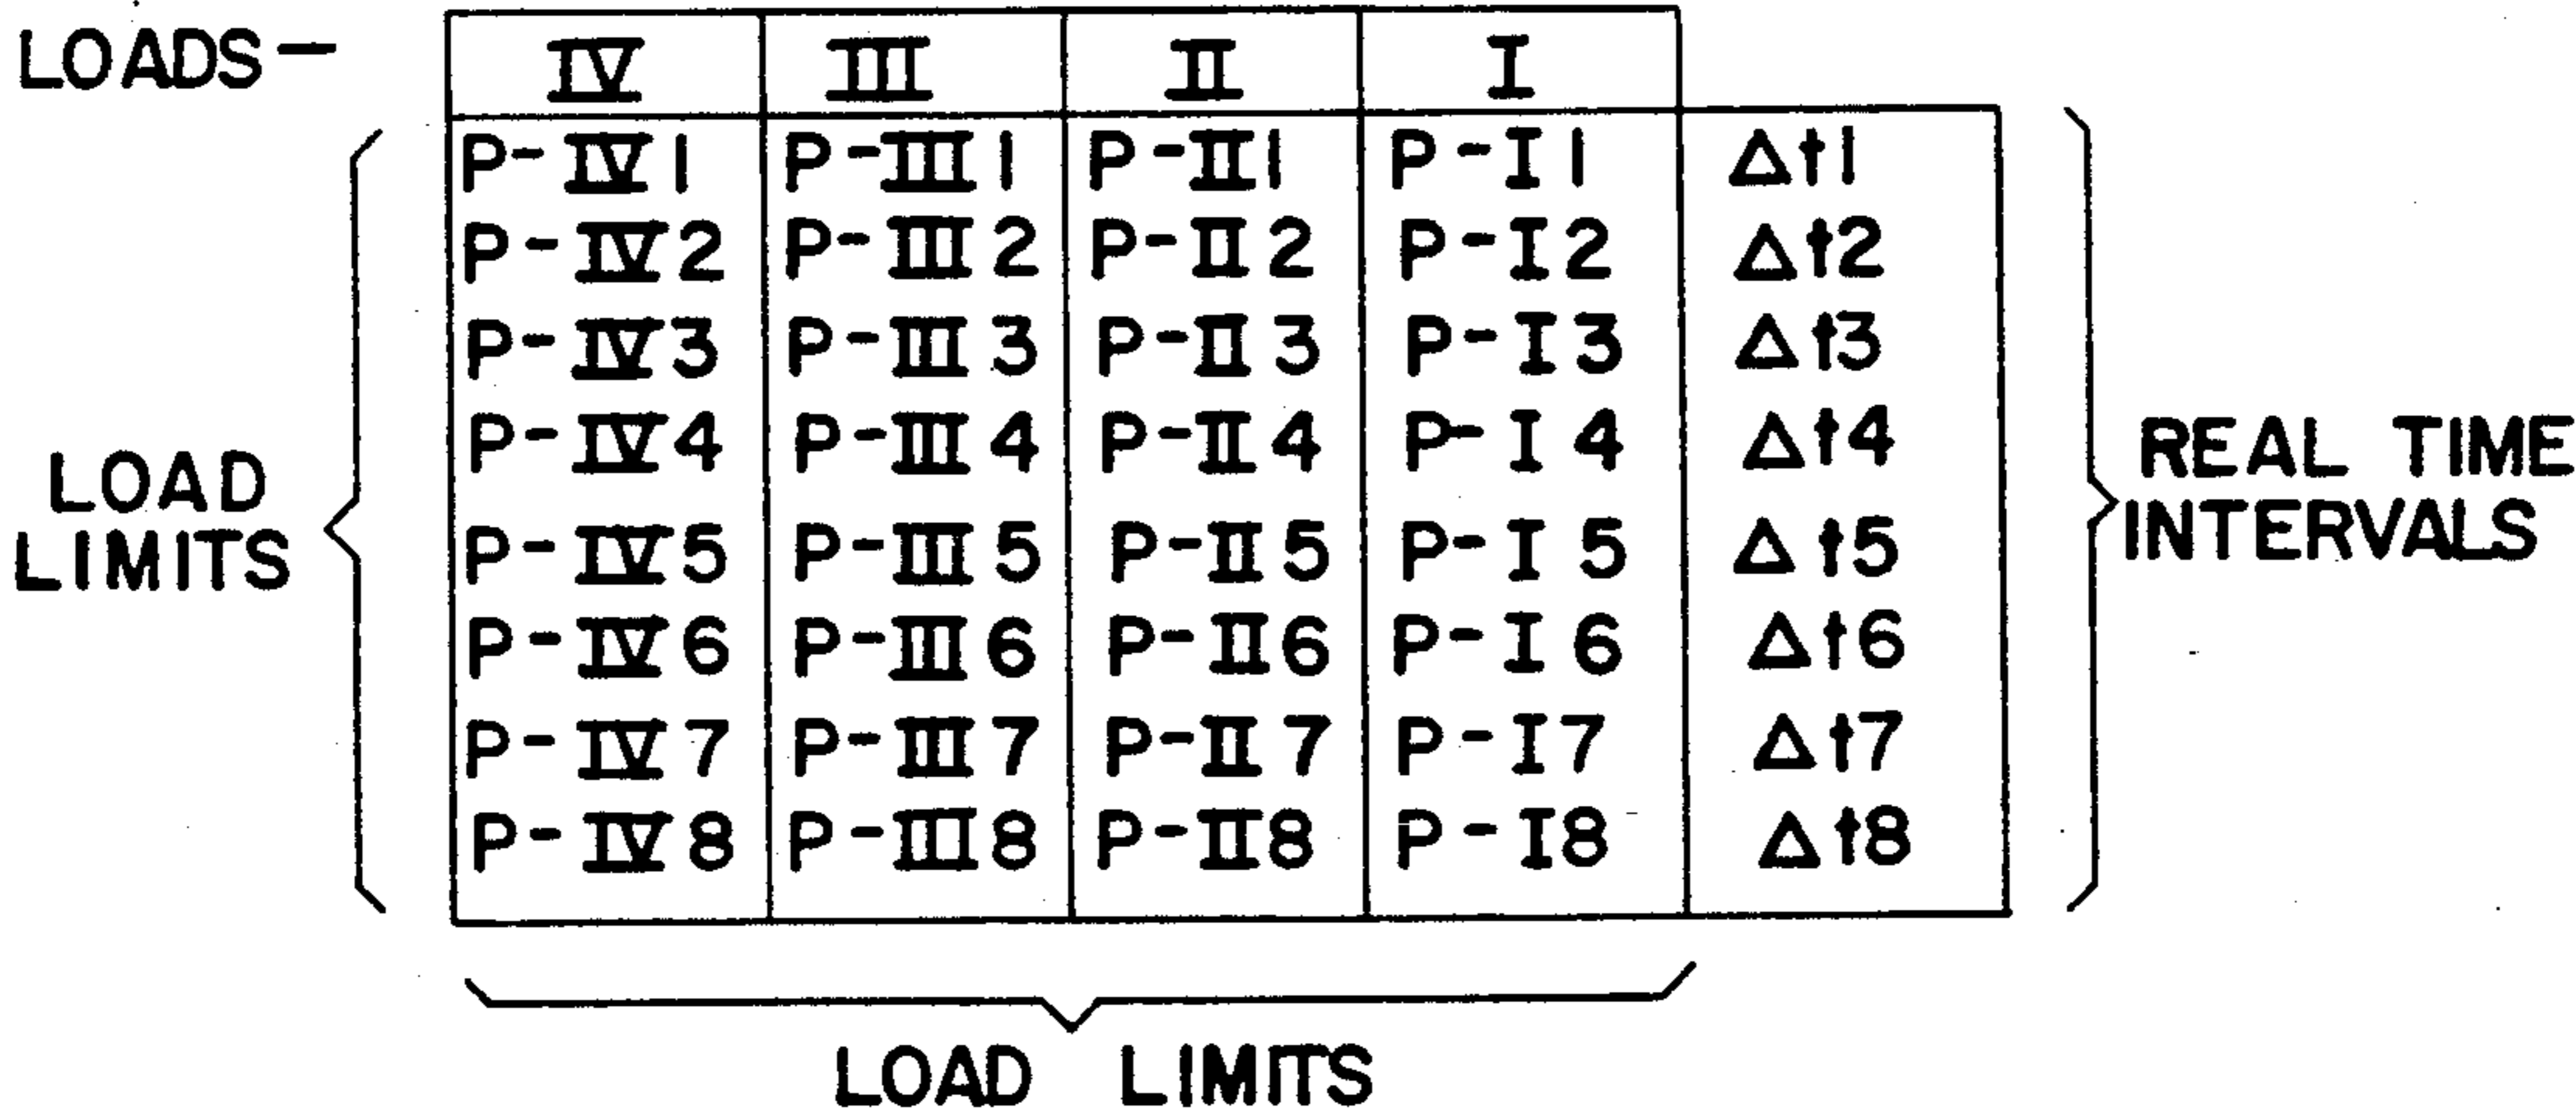 LOADS — IV III II I
P-IV1 P-III1 P-II1 P-I1 Δt1
P-IV2 P-III2 P-II2 P-I2 Δt2
P-IV3 P-III3 P-II3 P-I3 Δt3
P-IV4 P-III4 P-II4 P-I4 Δt4
P-IV5 P-III5 P-II5 P-I5 Δt5
P-IV6 P-III6 P-II6 P-I6 Δt6
P-IV7 P-III7 P-II7 P-I7 Δt7
P-IV8 P-III8 P-II8 P-I8 Δt8
LOAD
LIMITS
REAL TIME
INTERVALS
LOAD LIMITS